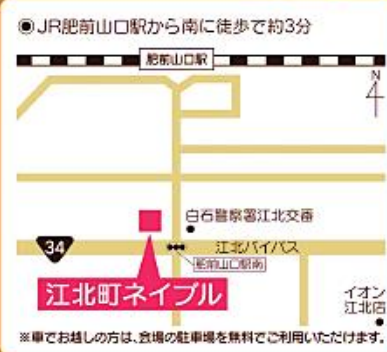 ◉JR肥前山口駅から南に徒歩で約3分
肥前山口駅
N
4
白石警察署江北交番
34
江北バイパス
肥前山口駅南
江北町ネイブル
イオン
江北店
※車でお越しの方は、会場の駐車場を無料でご利用いただけます。